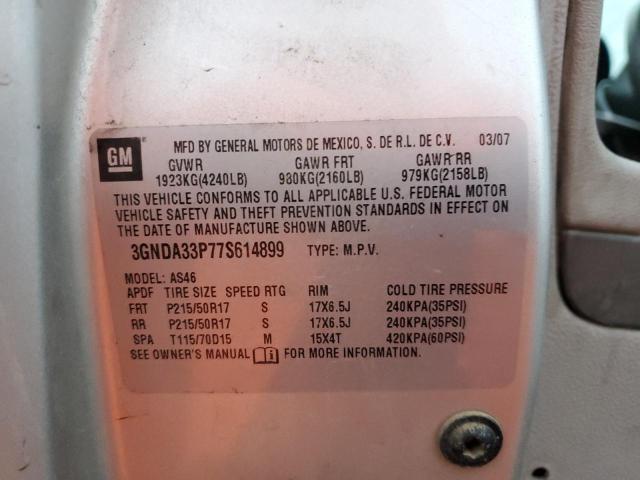 GM
MFD BY GENERAL MOTORS DE MEXICO, S. DE R.L. DE C.V. 03/07
GVWR GAWR FRT GAWR RR
1923KG(4240LB) 980KG(2160LB) 979KG(2158LB)
THIS VEHICLE CONFORMS TO ALL APPLICABLE U.S. FEDERAL MOTOR
VEHICLE SAFETY AND THEFT PREVENTION STANDARDS IN EFFECT ON
THE DATE OF MANUFACTURE SHOWN ABOVE.
3GNDA33P77S614899 TYPE: M.P.V.
MODEL: AS46
APDF TIRE SIZE SPEED RTG RIM COLD TIRE PRESSURE
FRT P215/50R17 S 17X6.5J 240KPA(35PSI)
RR P215/50R17 S 17X6.5J 240KPA(35PSI)
SPA T115/70D15 M 15X4T 420KPA(60PSI)
SEE OWNER'S MANUAL FOR MORE INFORMATION.